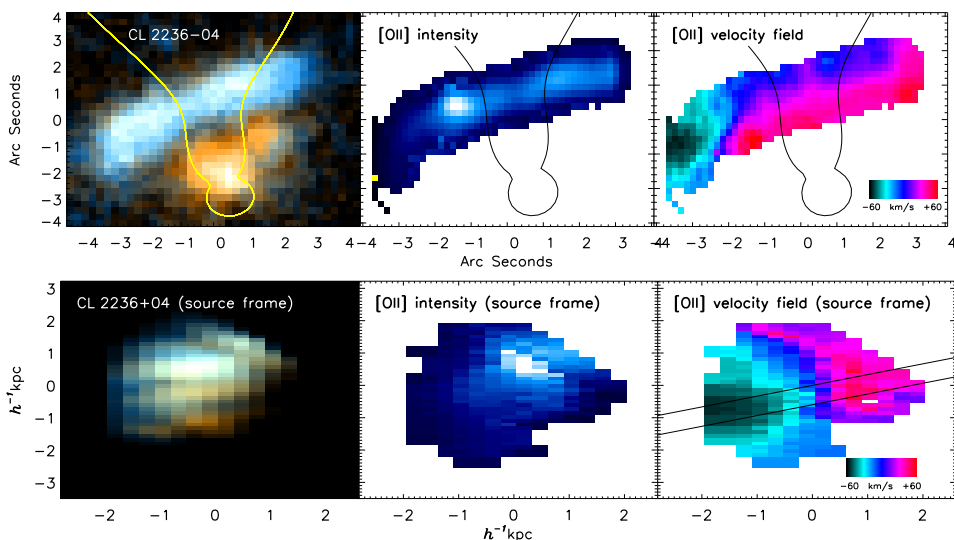 CL 2236-04
[OII] intensity
[OII] velocity field
Arc Seconds
4
3
2
1
0
-1
-2
-3
-4
-60 km/s +60
-4 -3 -2 -1 0 1 2 3
-4 -3 -2 -1 0 1 2 3
-4 -3 -2 -1 0 1 2 3 4
Arc Seconds
CL 2236+04 (source frame)
[OII] intensity (source frame)
[OII] velocity field (source frame)
h⁻¹kpc
3
2
1
0
-1
-2
-3
-60 km/s +60
-2 -1 0 1 2
-2 -1 0 1 2
-2 -1 0 1 2
h⁻¹kpc